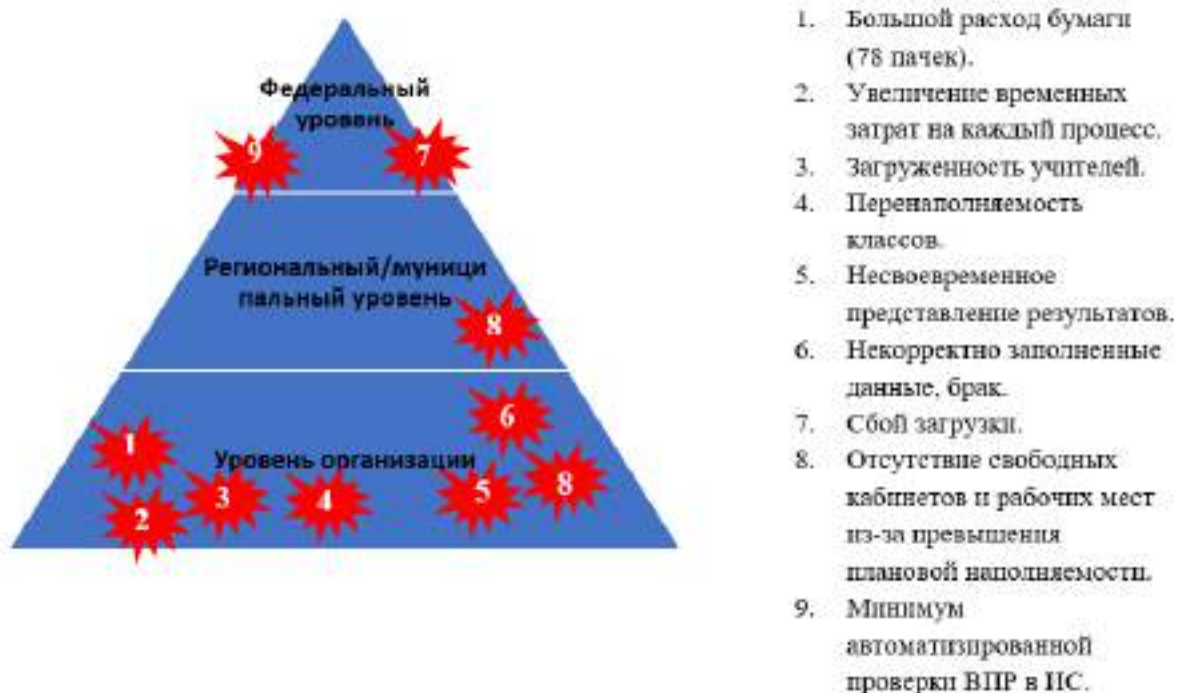 Федеральный
уровень
9
7
Региональный/муници
пальный уровень
8
6
1
Уровень организации
3
4
5
8
2
1. Большой расход бумаги
(78 пачек).
2. Увеличение временных
затрат на каждый процесс.
3. Загруженность учителей.
4. Перенаполняемость
классов.
5. Несвоевременное
представление результатов.
6. Некорректно заполненные
данные, брак.
7. Сбой загрузки.
8. Отсутствие свободных
кабинетов и рабочих мест
из-за превышения
плановой наполняемости.
9. Минимум
автоматизированной
проверки ВПР в ИС.